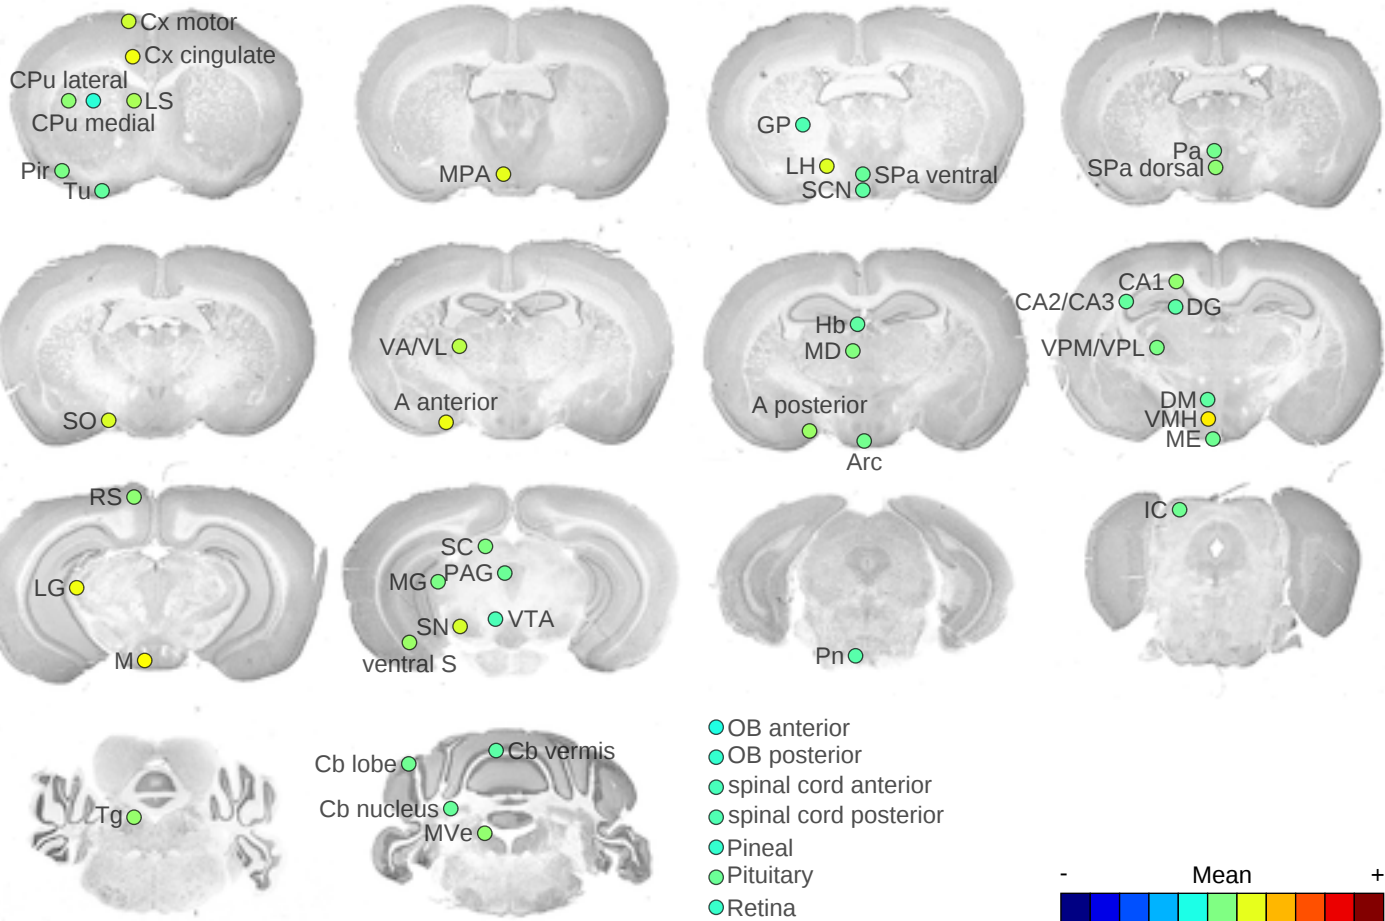 Cx motor
Cx cingulate
CPu lateral
LS
CPu medial
Pir
Tu
MPA
GP
LH
SPa ventral
SCN
Pa
SPa dorsal
SO
VA/VL
A anterior
Hb
MD
A posterior
Arc
CA1
CA2/CA3
DG
VPM/VPL
DM
VMH
ME
RS
LG
M
SC
MG
PAG
SN
VTA
ventral S
Pn
IC
Tg
Cb lobe
Cb vermis
Cb nucleus
MVe
OB anterior
OB posterior
spinal cord anterior
spinal cord posterior
Pineal
Pituitary
Retina
- Mean +